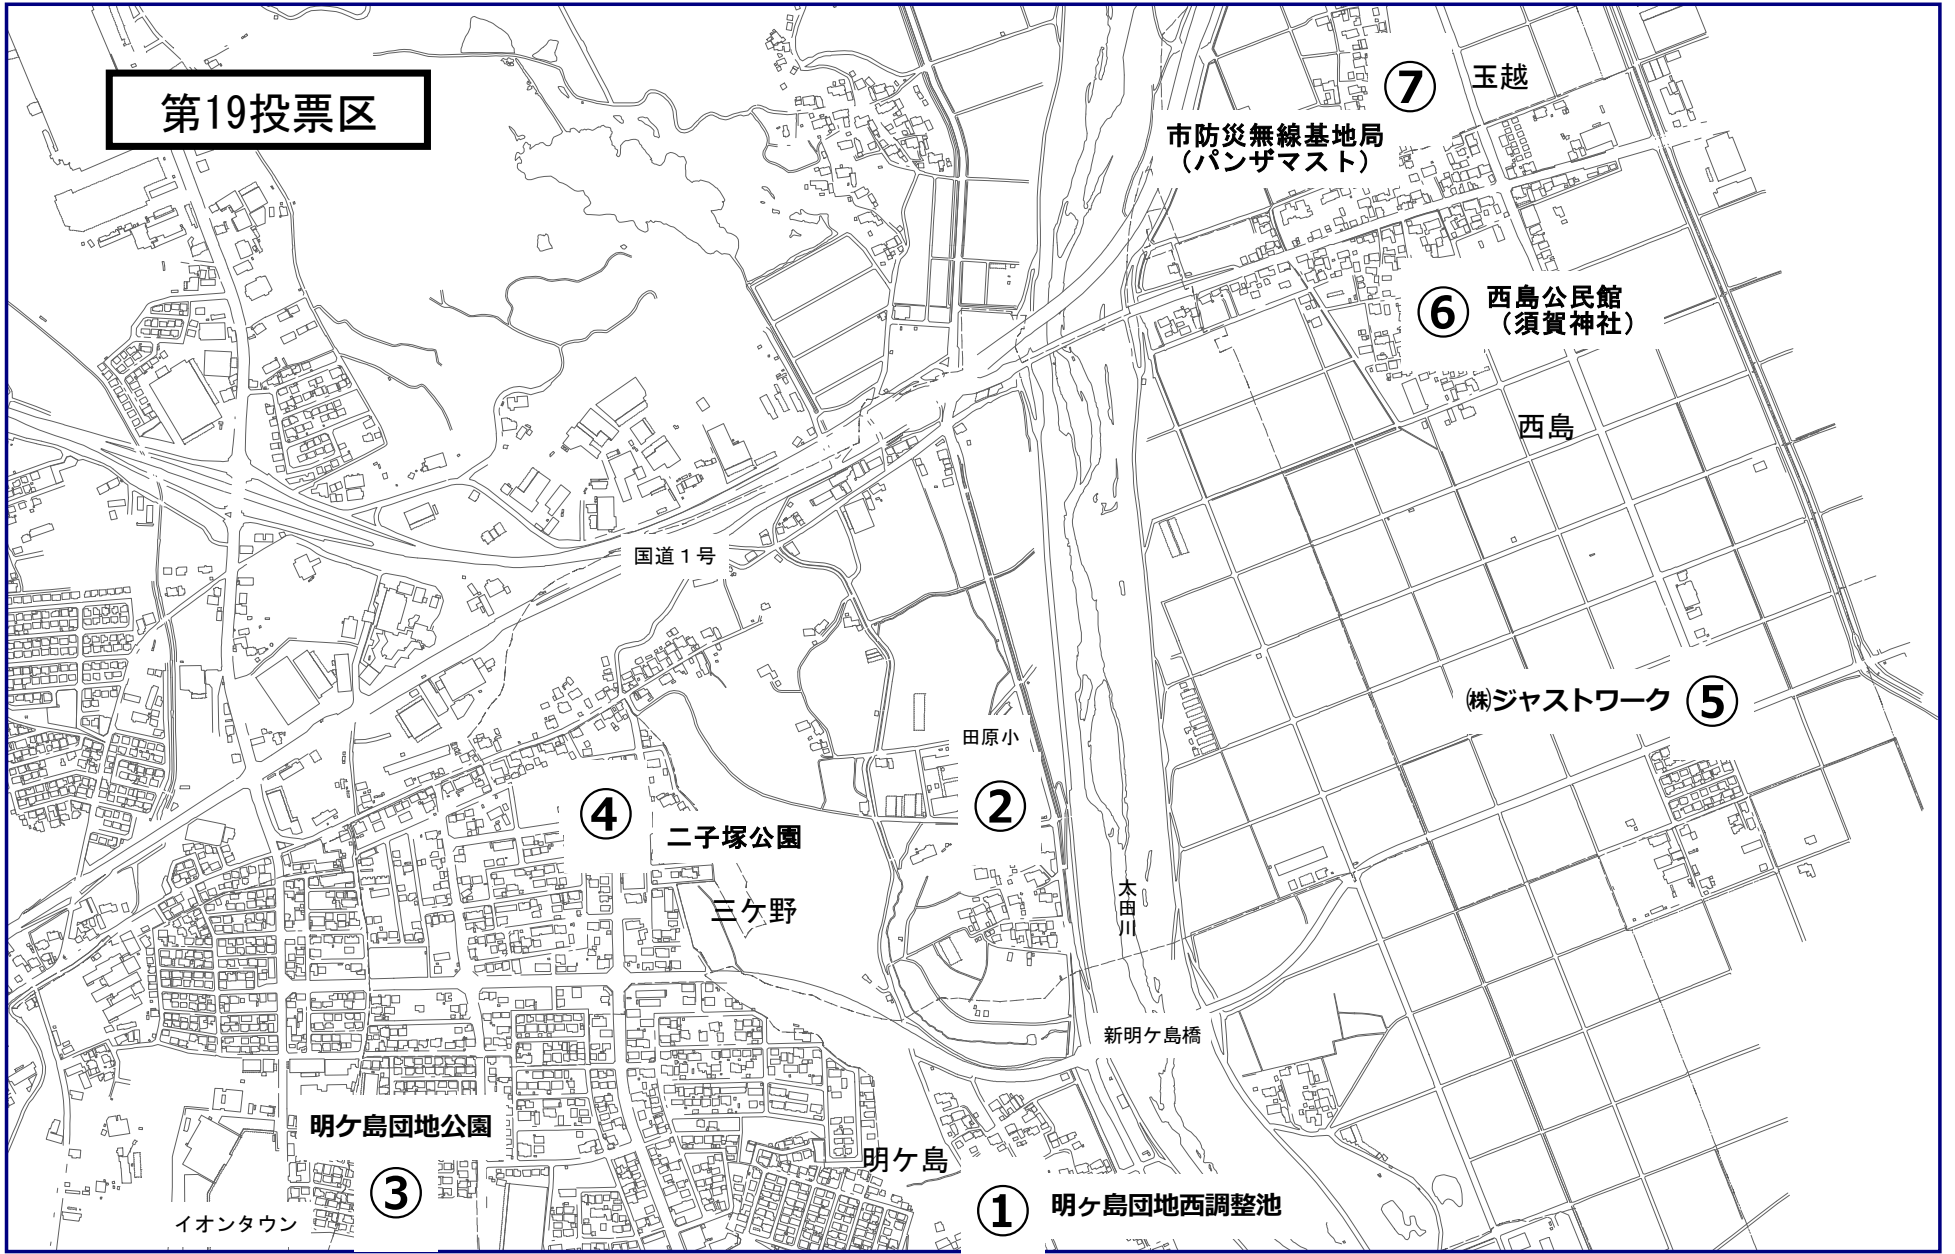 第19投票区
⑦
玉越
市防災無線基地局
（パンザマスト）
⑥
西島公民館
（須賀神社）
西島
国道１号
㈱ジャストワーク
⑤
田原小
②
④
二子塚公園
三ケ野
太田川
新明ケ島橋
明ケ島団地公園
③
イオンタウン
明ケ島
①
明ヶ島団地西調整池